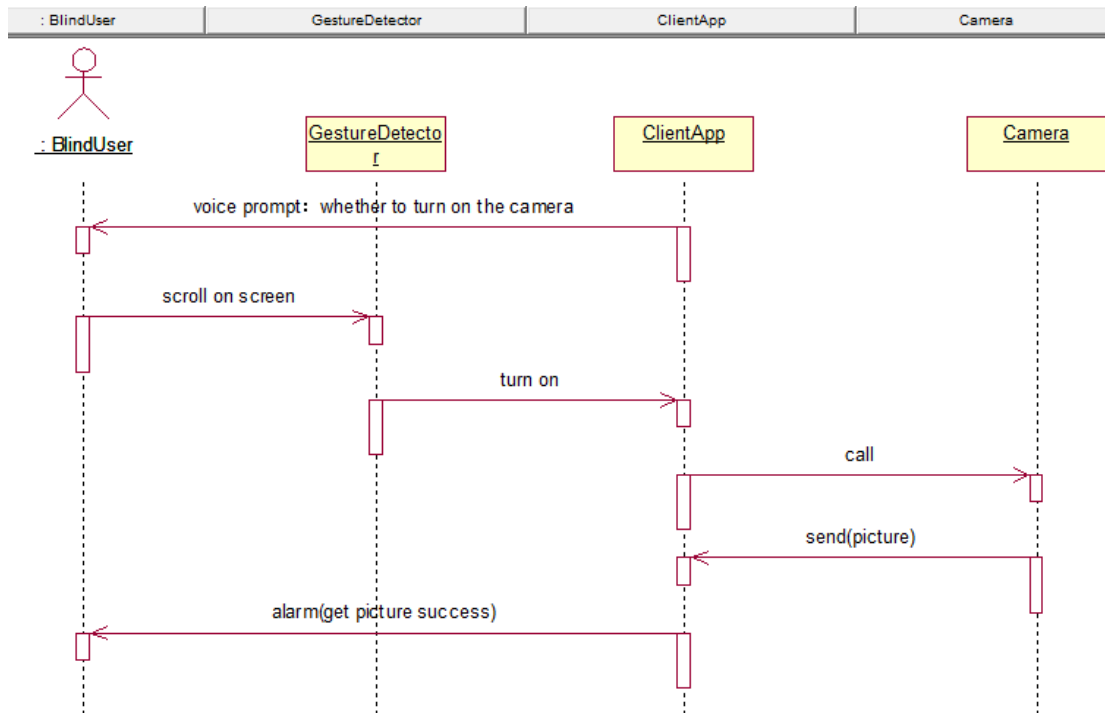 : BlindUser
GestureDetector
ClientApp
Camera
: BlindUser
GestureDetecto
r
ClientApp
Camera
voice prompt：whether to turn on the camera
scroll on screen
turn on
call
send(picture)
alarm(get picture success)